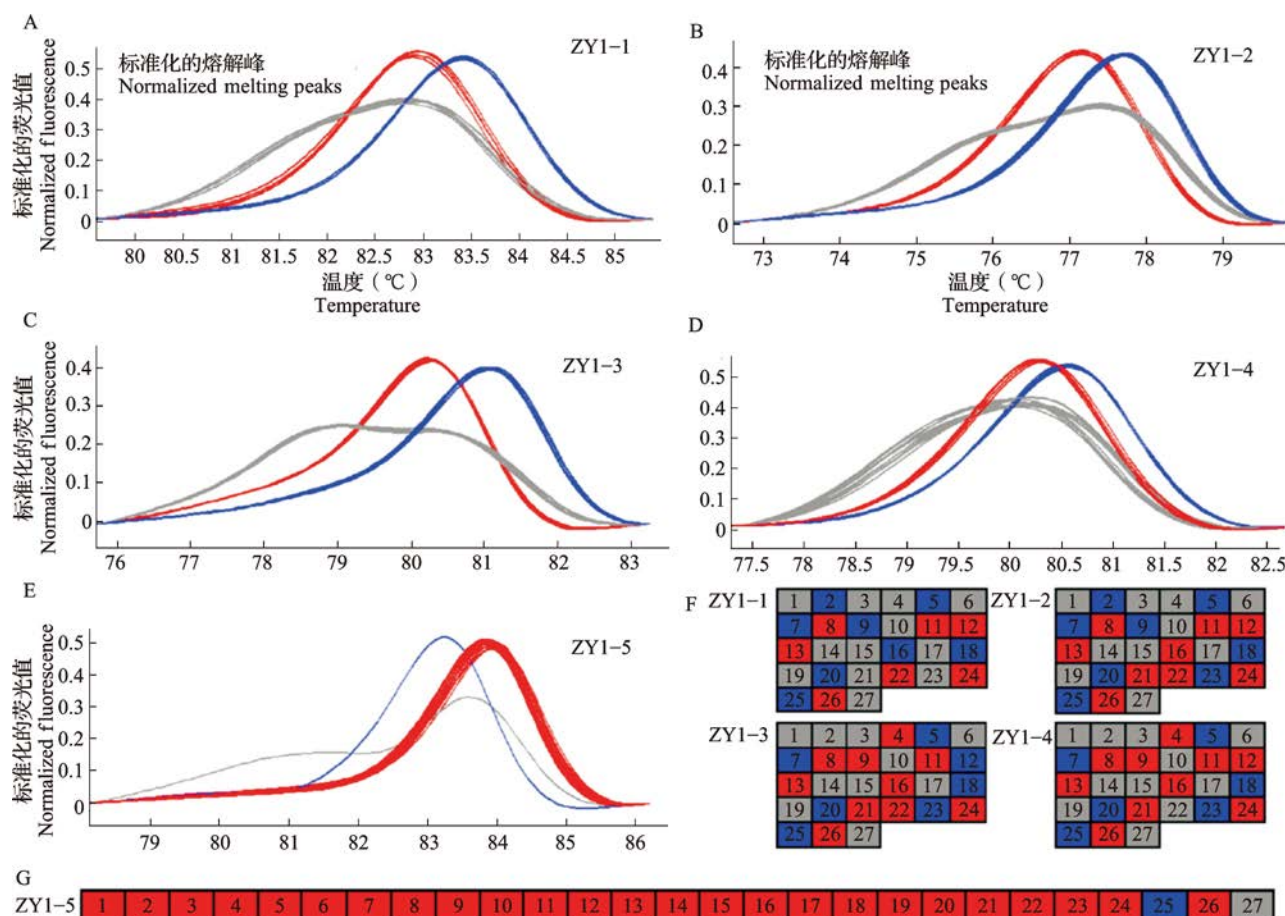 A
ZY1-1
标准化的熔解峰
Normalized melting peaks
标准化的荧光值
Normalized fluorescence
0.5
0.4
0.3
0.2
0.1
0
80 80.5 81 81.5 82 82.5 83 83.5 84 84.5 85
温度（℃）
Temperature
B
ZY1-2
标准化的熔解峰
Normalized melting peaks
0.4
0.3
0.2
0.1
0
73 74 75 76 77 78 79
温度（℃）
Temperature
C
ZY1-3
标准化的荧光值
Normalized fluorescence
0.4
0.3
0.2
0.1
0
76 77 78 79 80 81 82 83
D
ZY1-4
0.5
0.4
0.3
0.2
0.1
0
77.5 78 78.5 79 79.5 80 80.5 81 81.5 82 82.5
E
ZY1-5
标准化的荧光值
Normalized fluorescence
0.5
0.4
0.3
0.2
0.1
0
79 80 81 82 83 84 85 86
F
ZY1-1
1 2 3 4 5 6
7 8 9 10 11 12
13 14 15 16 17 18
19 20 21 22 23 24
25 26 27
ZY1-2
1 2 3 4 5 6
7 8 9 10 11 12
13 14 15 16 17 18
19 20 21 22 23 24
25 26 27
ZY1-3
1 2 3 4 5 6
7 8 9 10 11 12
13 14 15 16 17 18
19 20 21 22 23 24
25 26 27
ZY1-4
1 2 3 4 5 6
7 8 9 10 11 12
13 14 15 16 17 18
19 20 21 22 23 24
25 26 27
G
ZY1-5 1 2 3 4 5 6 7 8 9 10 11 12 13 14 15 16 17 18 19 20 21 22 23 24 25 26 27